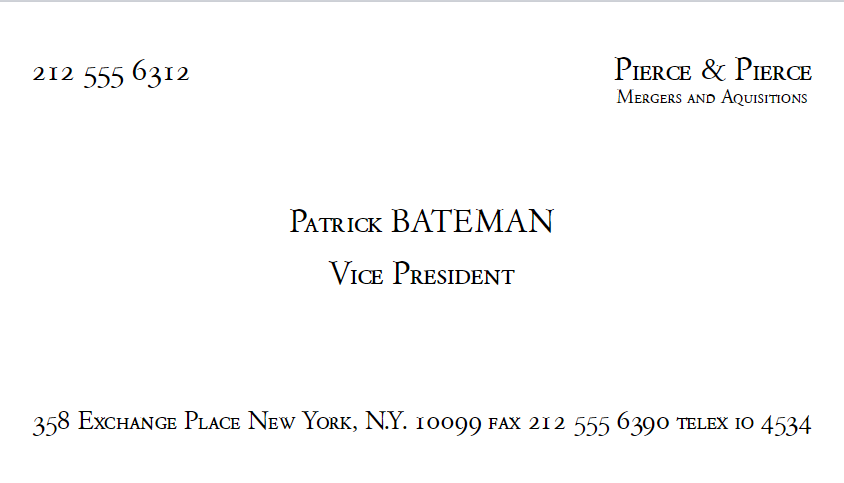 212 555 6312
Pierce & Pierce
Mergers and Aquisitions
Patrick BATEMAN
Vice President
358 Exchange Place New York, N.Y. 10099 fax 212 555 6390 telex 10 4534